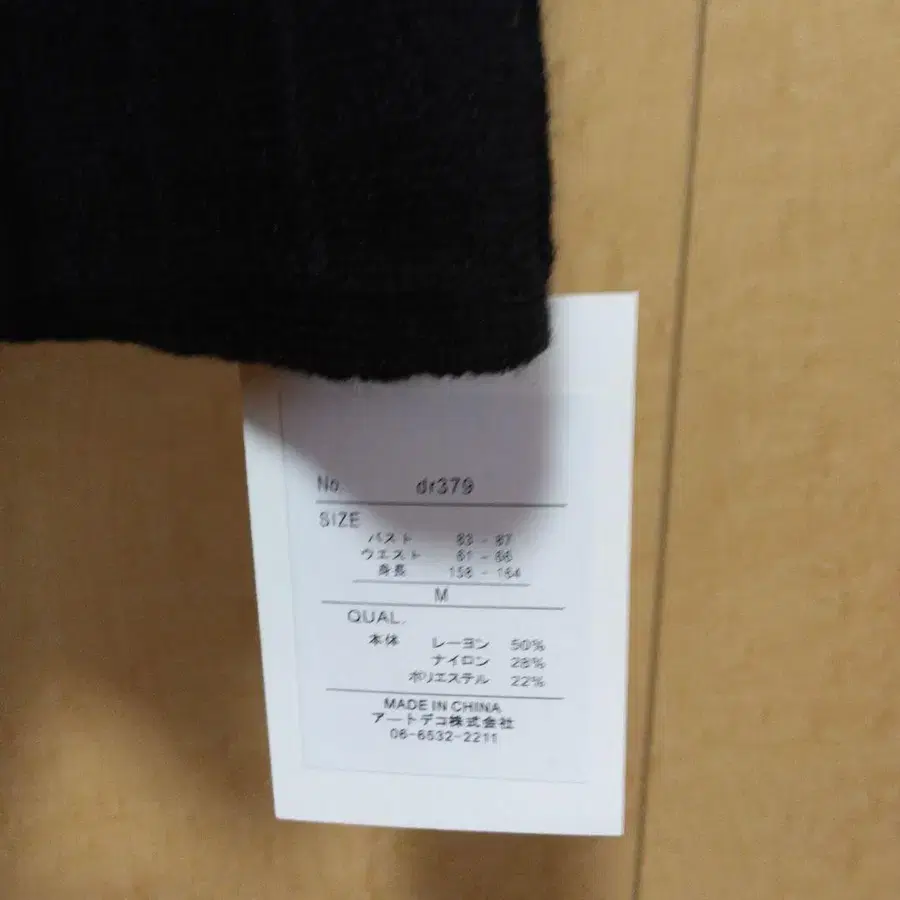 No. dr379
SIZE
バスト 83 - 87
ウエスト 61 - 66
身長 158 - 164
M
QUAL.
本体 レーヨン 50%
ナイロン 28%
ポリエステル 22%
MADE IN CHINA
アートデコ株式会社
06-6532-2211